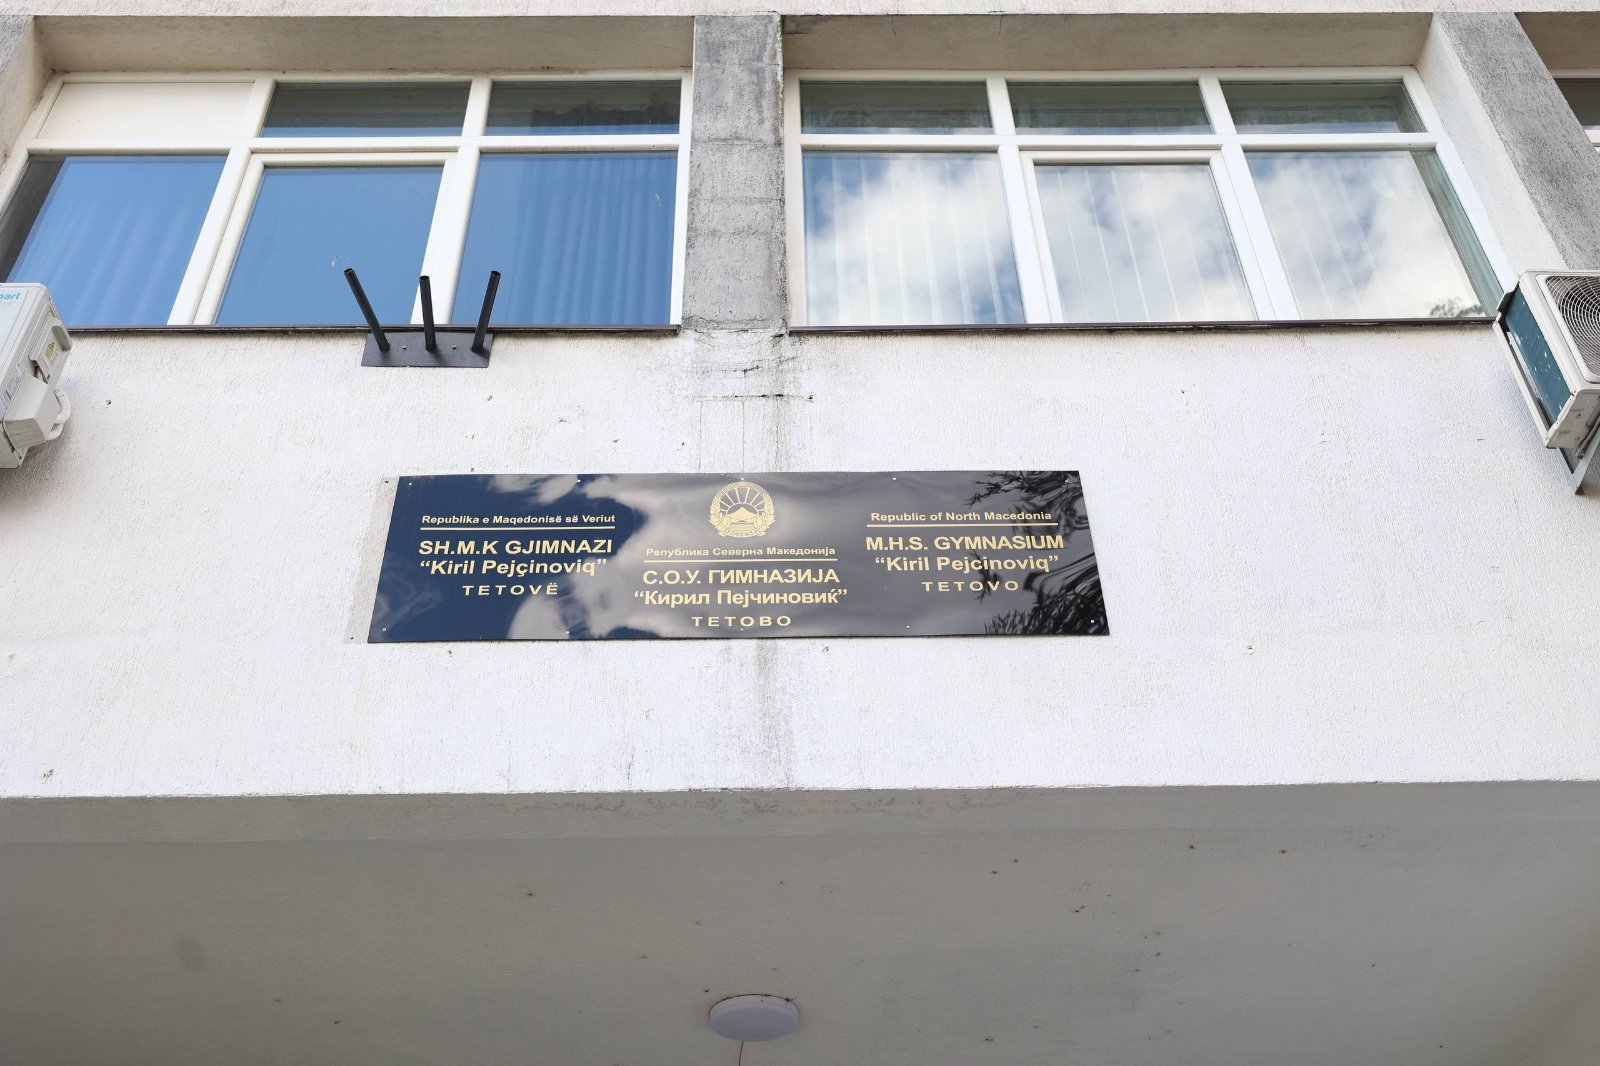 Republika e Maqedonisë së Veriut
SH.M.K GJIMNAZI
“Kiril Pejçinoviq”
TETOVË
Република Северна Македонија
С.О.У. ГИМНАЗИЈА
“Кирил Пејчиновиќ”
ТЕТОВО
Republic of North Macedonia
M.H.S. GYMNASIUM
“Kiril Pejcinoviq”
TETOVO